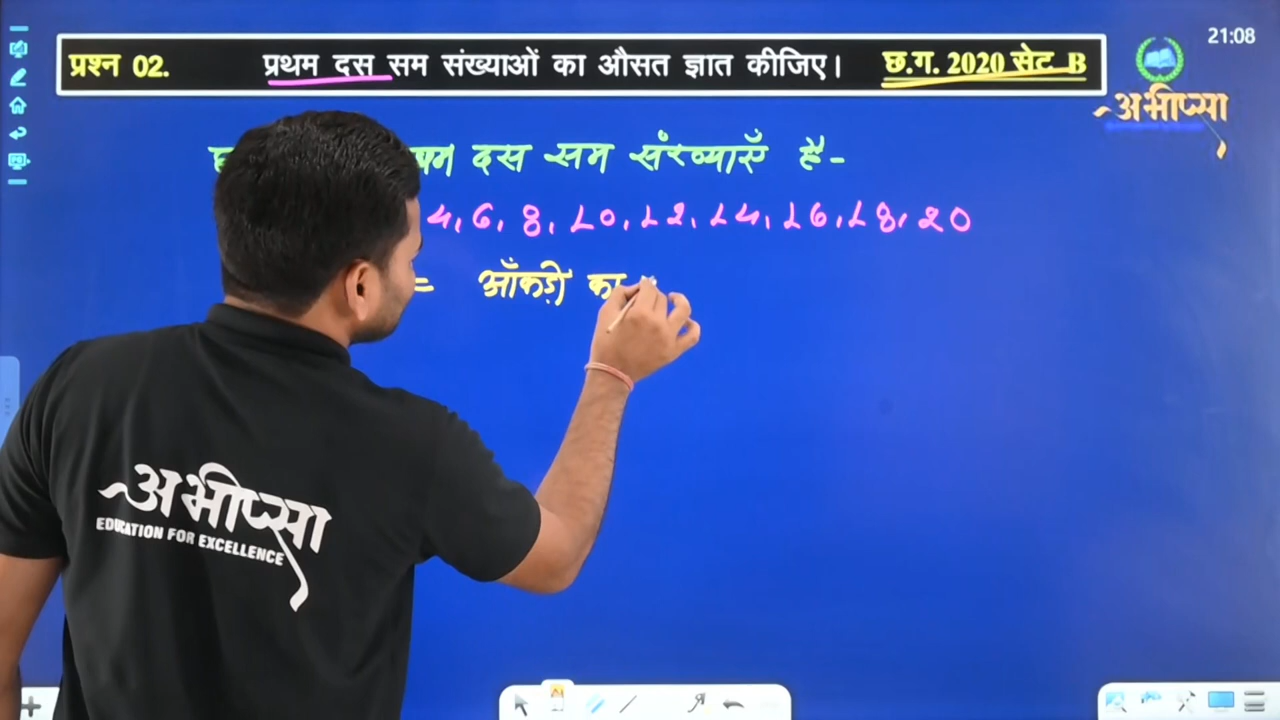 21:08
प्रश्न 02. प्रथम दस सम संख्याओं का औसत ज्ञात कीजिए। छ.ग. 2020 सेट B
अभीप्सा
दस सम संख्याएँ है-
4, 6, 8, 10, 12, 14, 16, 18, 20
= आँकड़ो का
अभीप्सा
EDUCATION FOR EXCELLENCE